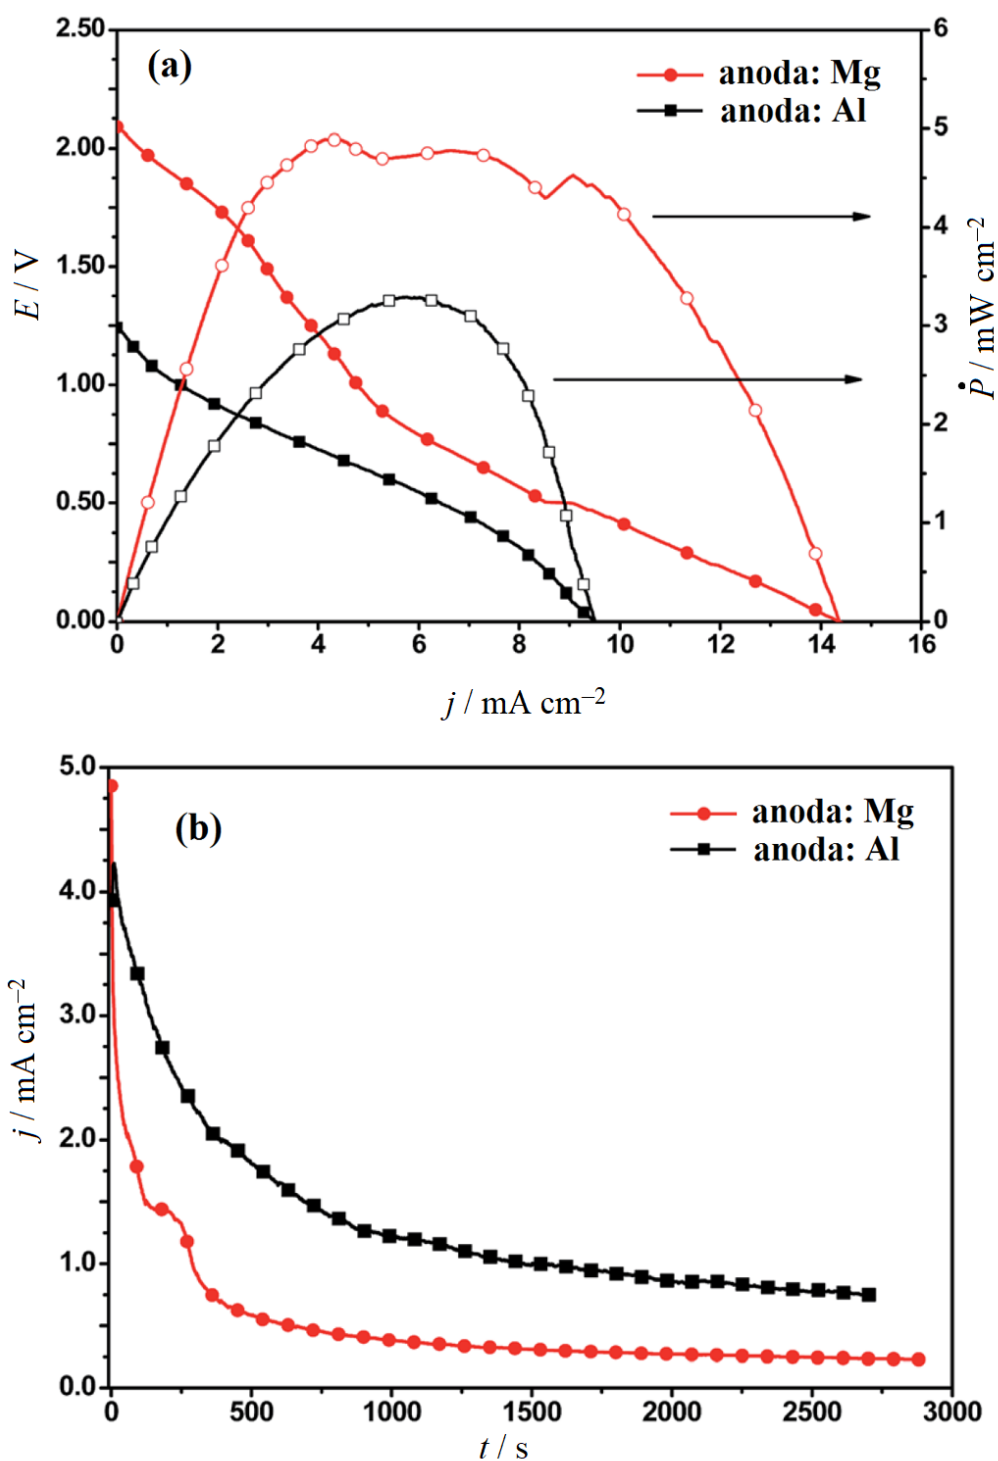 (a)
anoda: Mg
anoda: Al
E / V
2.50
2.00
1.50
1.00
0.50
0.00
6
5
4
3
2
1
0
Ṗ / mW cm⁻²
0 2 4 6 8 10 12 14 16
j / mA cm⁻²
(b)
anoda: Mg
anoda: Al
j / mA cm⁻²
5.0
4.0
3.0
2.0
1.0
0.0
0 500 1000 1500 2000 2500 3000
t / s